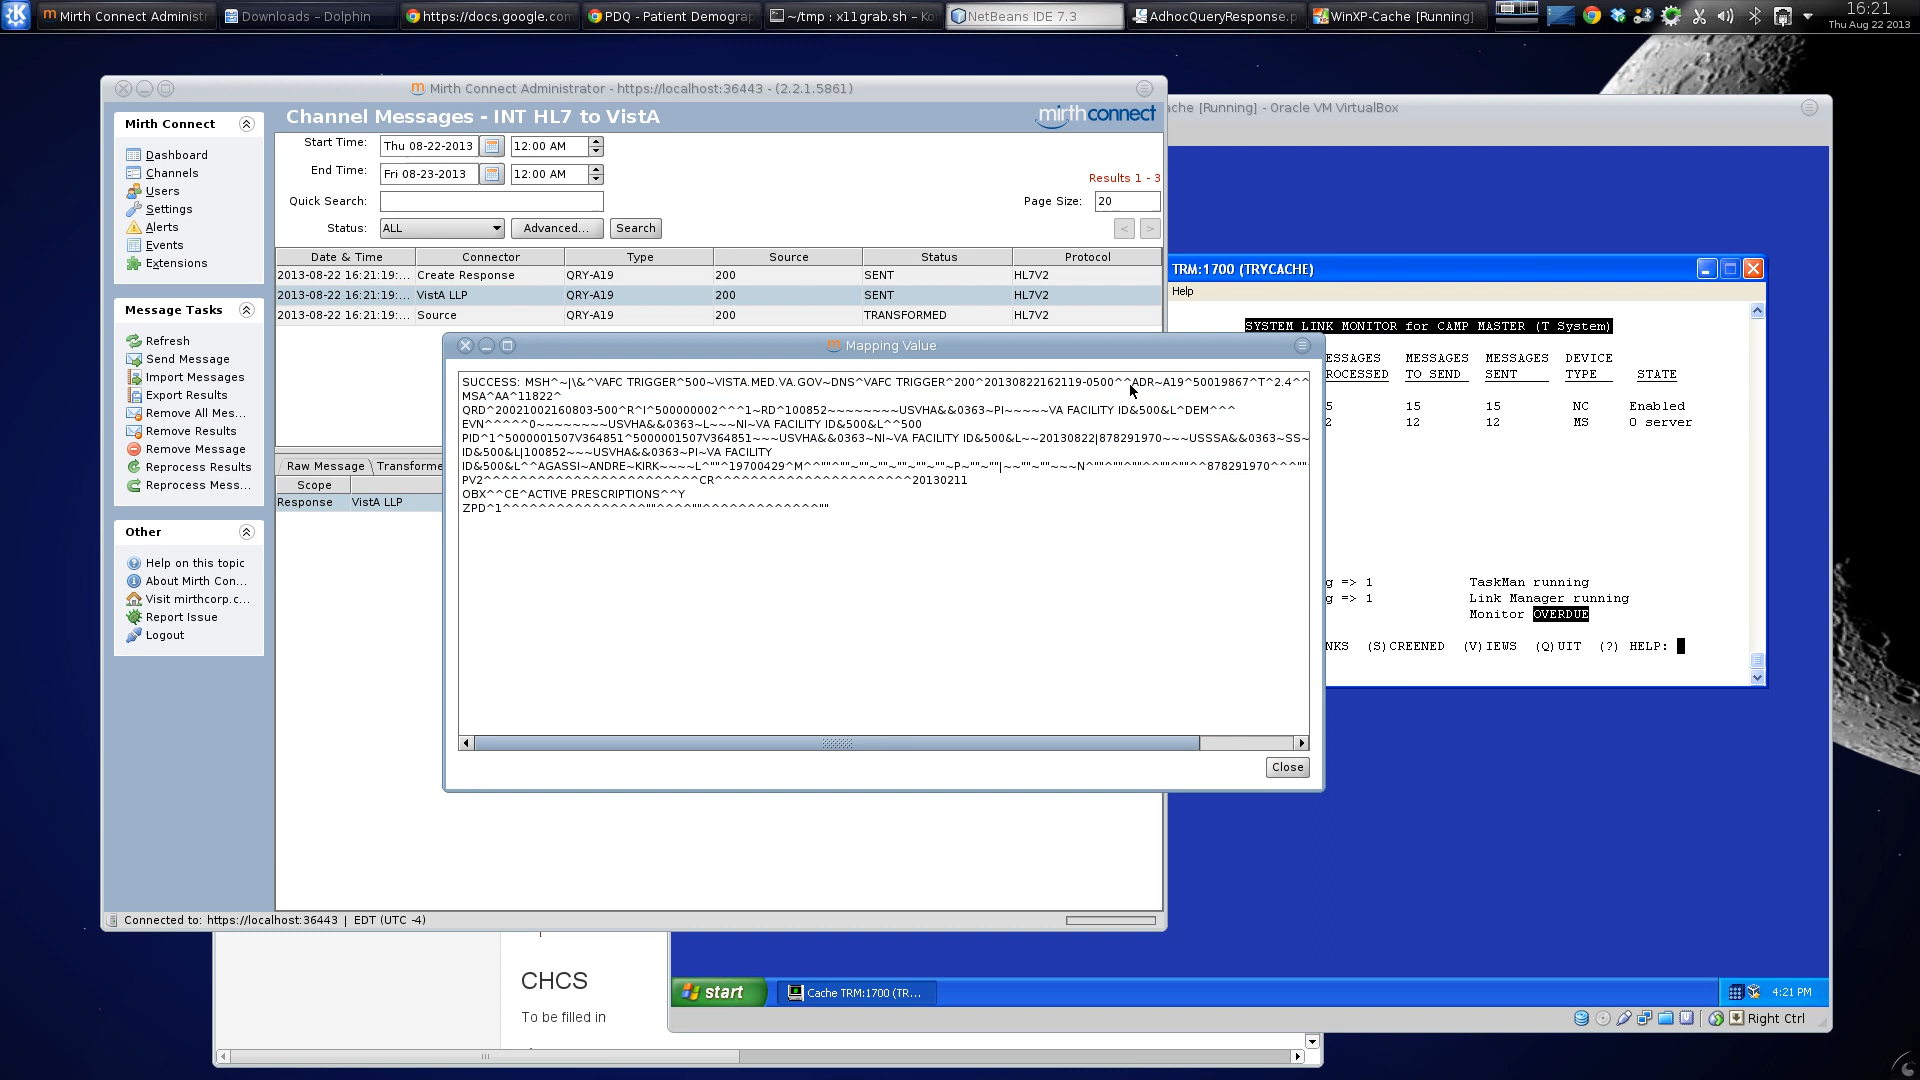 Mirth Connect Administ
Downloads – Dolphin
https://docs.google.con
PDQ - Patient Demogra
~/tmp : x11grab.sh – Ko
NetBeans IDE 7.3
AdhocQueryResponse.p
WinXP-Cache [Running]
16:21
Thu Aug 22 2013
Mirth Connect Administrator - https://localhost:36443 - (2.2.1.5861)
ache [Running] - Oracle VM VirtualBox
Mirth Connect
Dashboard
Channels
Users
Settings
Alerts
Events
Extensions
Message Tasks
Refresh
Send Message
Import Messages
Export Results
Remove All Mes...
Remove Results
Remove Message
Reprocess Results
Reprocess Mess...
Other
Help on this topic
About Mirth Con...
Visit mirthcorp.c...
Report Issue
Logout
Channel Messages - INT HL7 to VistA
mirthconnect
Start Time: Thu 08-22-2013 12:00 AM
End Time: Fri 08-23-2013 12:00 AM
Results 1 - 3
Quick Search:
Page Size: 20
Status: ALL Advanced... Search < >
Date & Time Connector Type Source Status Protocol
2013-08-22 16:21:19:... Create Response QRY-A19 200 SENT HL7V2
2013-08-22 16:21:19:... VistA LLP QRY-A19 200 SENT HL7V2
2013-08-22 16:21:19:... Source QRY-A19 200 TRANSFORMED HL7V2
Raw Message Transforme
Scope
Response VistA LLP
Mapping Value
SUCCESS: MSH^~|\&^VAFC TRIGGER^500~VISTA.MED.VA.GOV~DNS^VAFC TRIGGER^200^20130822162119-0500^^ADR~A19^50019867^T^2.4^^
MSA^AA^11822^
QRD^20021002160803-500^R^I^500000002^^^1~RD^100852~~~~~~~~USVHA&&0363~PI~~~~~VA FACILITY ID&500&L^DEM^^^
EVN^^^^^0~~~~~~~~USVHA&&0363~L~~~NI~VA FACILITY ID&500&L^^500
PID^1^5000001507V364851^5000001507V364851~~~USVHA&&0363~NI~VA FACILITY ID&500&L~~20130822|878291970~~~USSSA&&0363~SS~
ID&500&L|100852~~~USVHA&&0363~PI~VA FACILITY
ID&500&L^^AGASSI~ANDRE~KIRK~~~~L^""^19700429^M^^""^""~""~""~""~""~""~P~""~""|~~""~""~~~N^""^""^""^^""^""^^878291970^^^""
PV2^^^^^^^^^^^^^^^^^^^^^^^^CR^^^^^^^^^^^^^^^^^^^^^^20130211
OBX^^CE^ACTIVE PRESCRIPTIONS^^Y
ZPD^1^^^^^^^^^^^^^^^^""^^^^""^^^^^^^^^^^^^""
Close
TRM:1700 (TRYCACHE)
Help
SYSTEM LINK MONITOR for CAMP MASTER (T System)
ESSAGES MESSAGES MESSAGES DEVICE
ROCESSED TO SEND SENT TYPE STATE
5 15 15 NC Enabled
2 12 12 MS 0 server
g => 1 TaskMan running
g => 1 Link Manager running
Monitor OVERDUE
NKS (S)CREENED (V)IEWS (Q)UIT (?) HELP:
Connected to: https://localhost:36443 | EDT (UTC -4)
CHCS
To be filled in
start
Cache TRM:1700 (TR...
4:21 PM
Right Ctrl